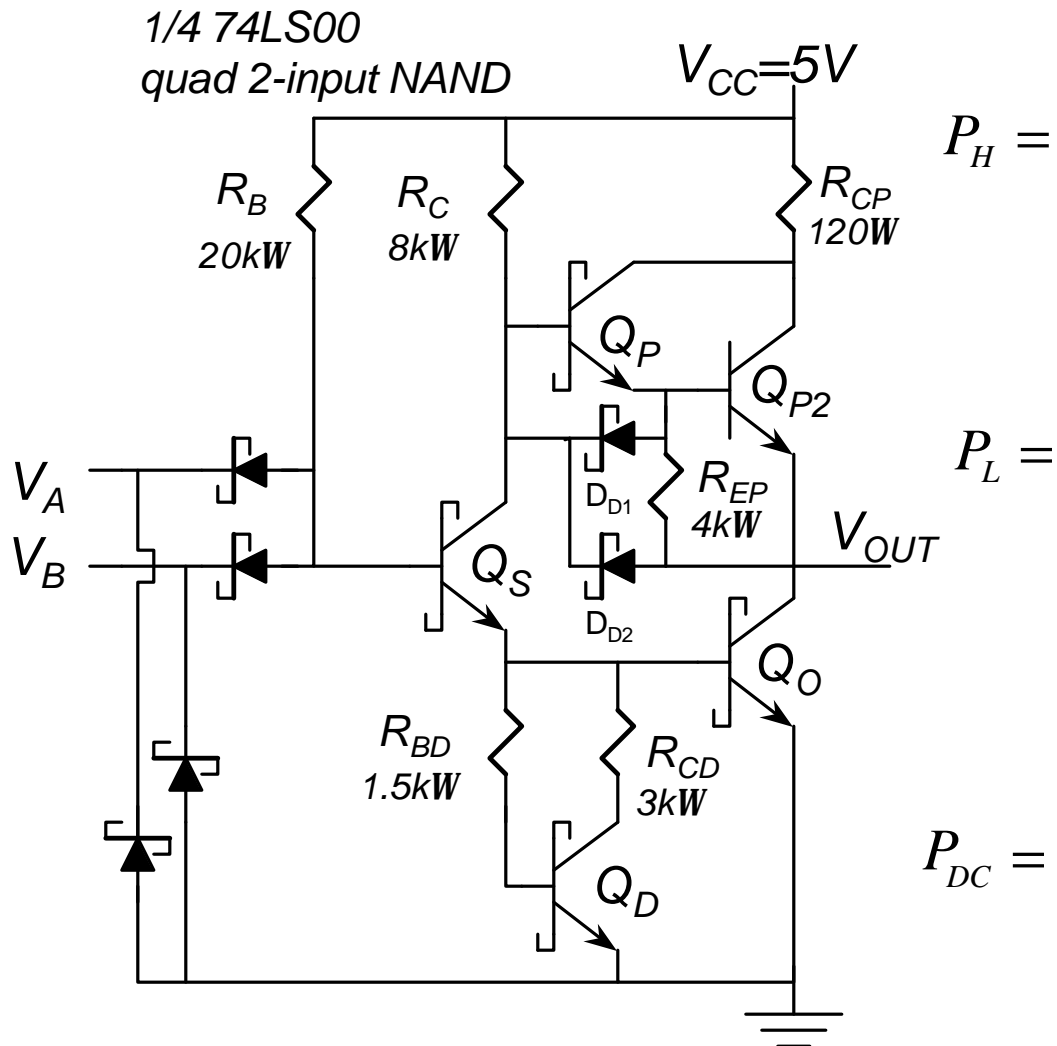 1/4 74LS00
quad 2-input NAND
V_CC=5V
P_H =
R_B
20kW
R_C
8kW
R_CP
120W
Q_P
Q_P2
P_L =
V_A
D_D1
R_EP
4kW
V_OUT
V_B
Q_S
D_D2
Q_O
R_BD
1.5kW
R_CD
3kW
P_DC =
Q_D